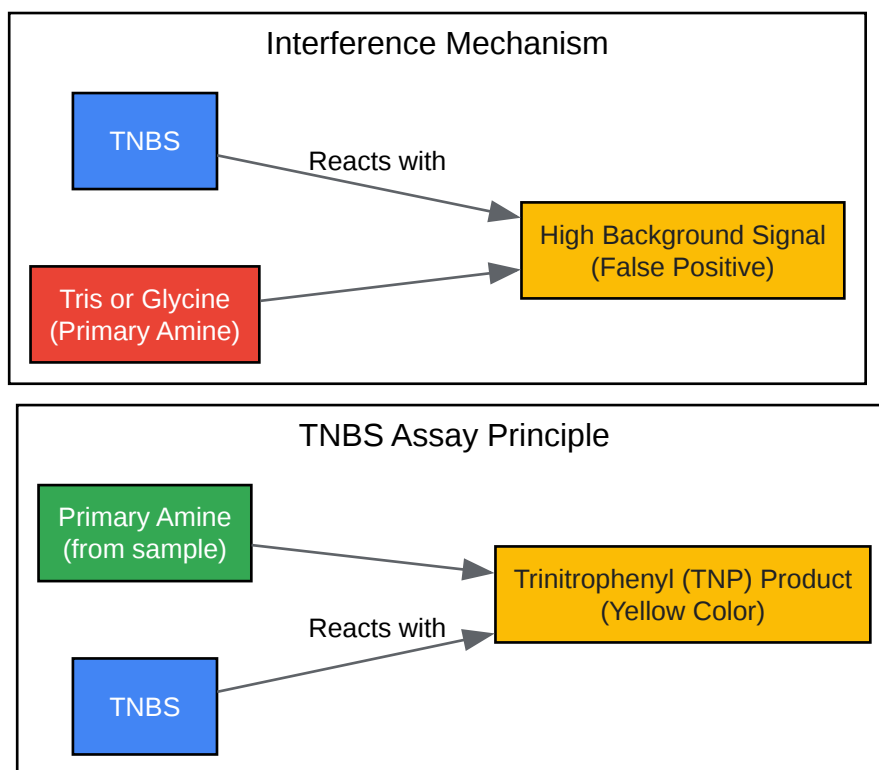 Interference Mechanism
TNBS
Reacts with
Tris or Glycine
(Primary Amine)
High Background Signal
(False Positive)
TNBS Assay Principle
Primary Amine
(from sample)
Reacts with
TNBS
Trinitrophenyl (TNP) Product
(Yellow Color)